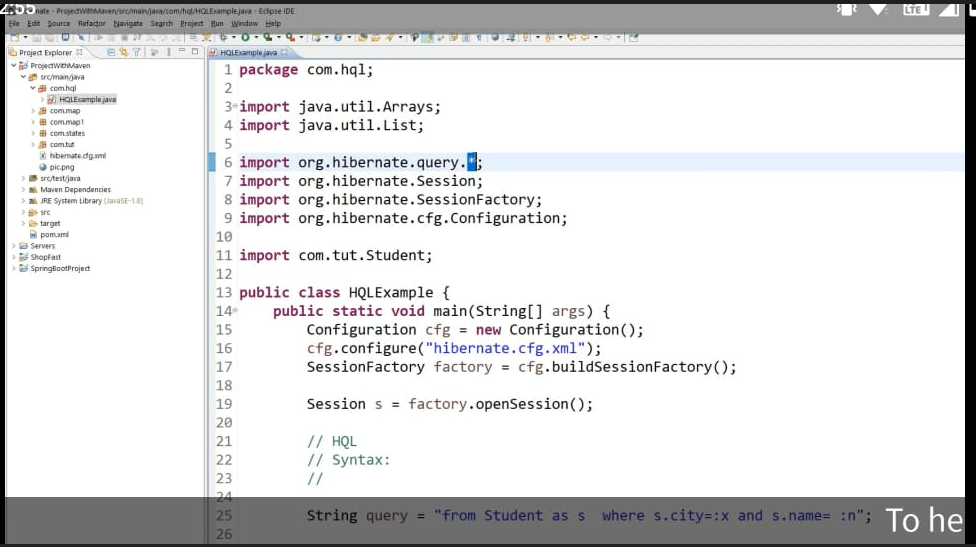 2:55
nate - ProjectWithMaven/src/main/java/com/hql/HQLExample.java - Eclipse IDE
LTE
File Edit Source Refactor Navigate Search Project Run Window Help
Project Explorer
HQLExample.java
ProjectWithMaven
src/main/java
com.hql
HQLExample.java
com.map
com.map1
com.states
com.tut
hibernate.cfg.xml
pic.png
src/test/java
Maven Dependencies
JRE System Library [JavaSE-1.8]
src
target
pom.xml
Servers
ShopFast
SpringBootProject
1 package com.hql;
2
3 import java.util.Arrays;
4 import java.util.List;
5
6 import org.hibernate.query.*;
7 import org.hibernate.Session;
8 import org.hibernate.SessionFactory;
9 import org.hibernate.cfg.Configuration;
10
11 import com.tut.Student;
12
13 public class HQLExample {
14 public static void main(String[] args) {
15 Configuration cfg = new Configuration();
16 cfg.configure("hibernate.cfg.xml");
17 SessionFactory factory = cfg.buildSessionFactory();
18
19 Session s = factory.openSession();
20
21 // HQL
22 // Syntax:
23 //
24
25 String query = "from Student as s  where s.city=:x and s.name= :n";
26
To he